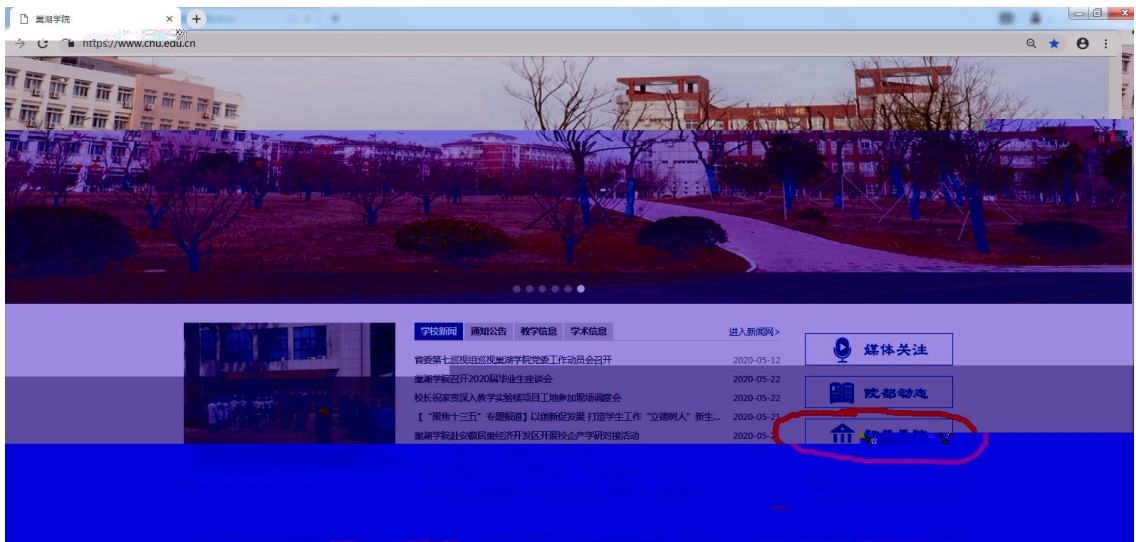 巢湖学院
https://www.chu.edu.cn
学校新闻 通知公告 教学信息 学术信息 进入新闻网>
省委第七巡视组巡视巢湖学院党委工作动员会召开 2020-05-12
巢湖学院召开2020届毕业生座谈会 2020-05-22
校长祝家贵深入教学实验楼项目工地参加现场调度会 2020-05-22
【“聚焦十三五”专题报道】以创新促发展 打造学生工作“立德树人”新生... 2020-05-21
巢湖学院赴安徽居巢经济开发区开展校企产学研对接活动
媒体关注
院部动态